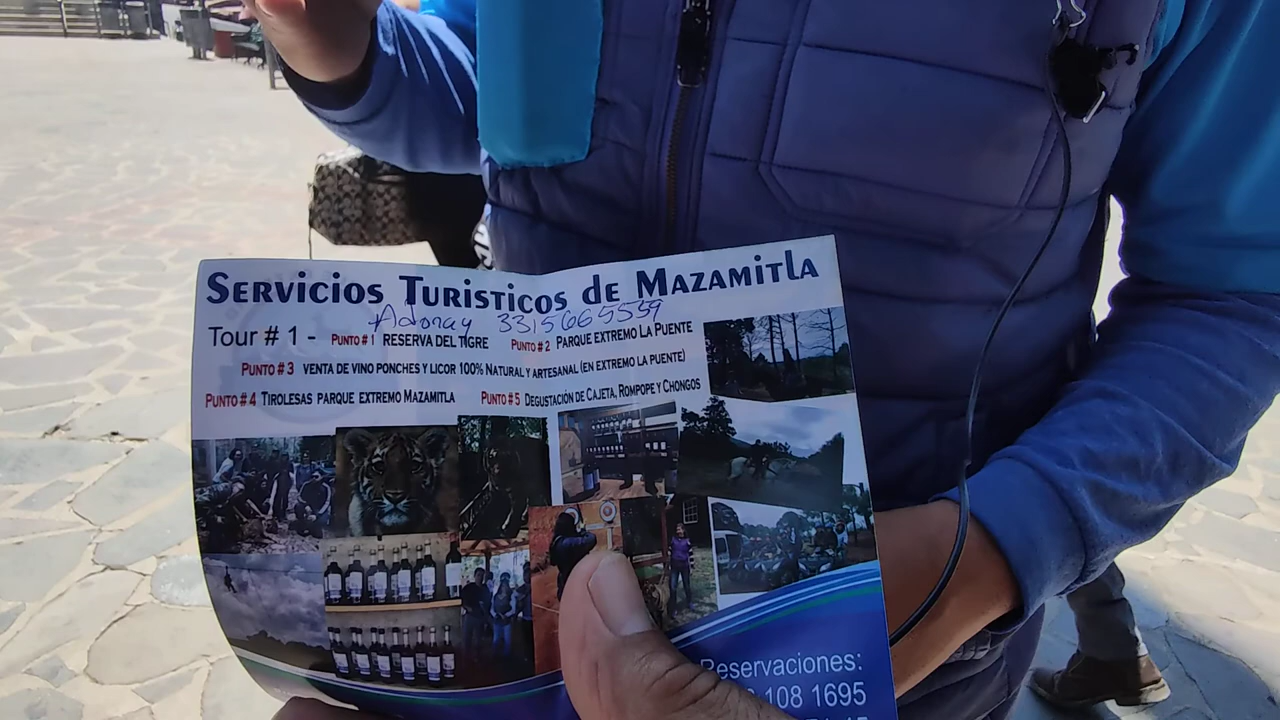 Servicios Turisticos de Mazamitla
Adonay 3315665559
Tour # 1 - Punto # 1 Reserva del Tigre Punto # 2 Parque Extremo La Puente
Punto # 3 Venta de vino ponches y licor 100% Natural y artesanal (en Extremo La Puente)
Punto # 4 Tirolesas Parque Extremo Mazamitla Punto # 5 Degustación de Cajeta, Rompope y Chongos
Reservaciones:
108 1695